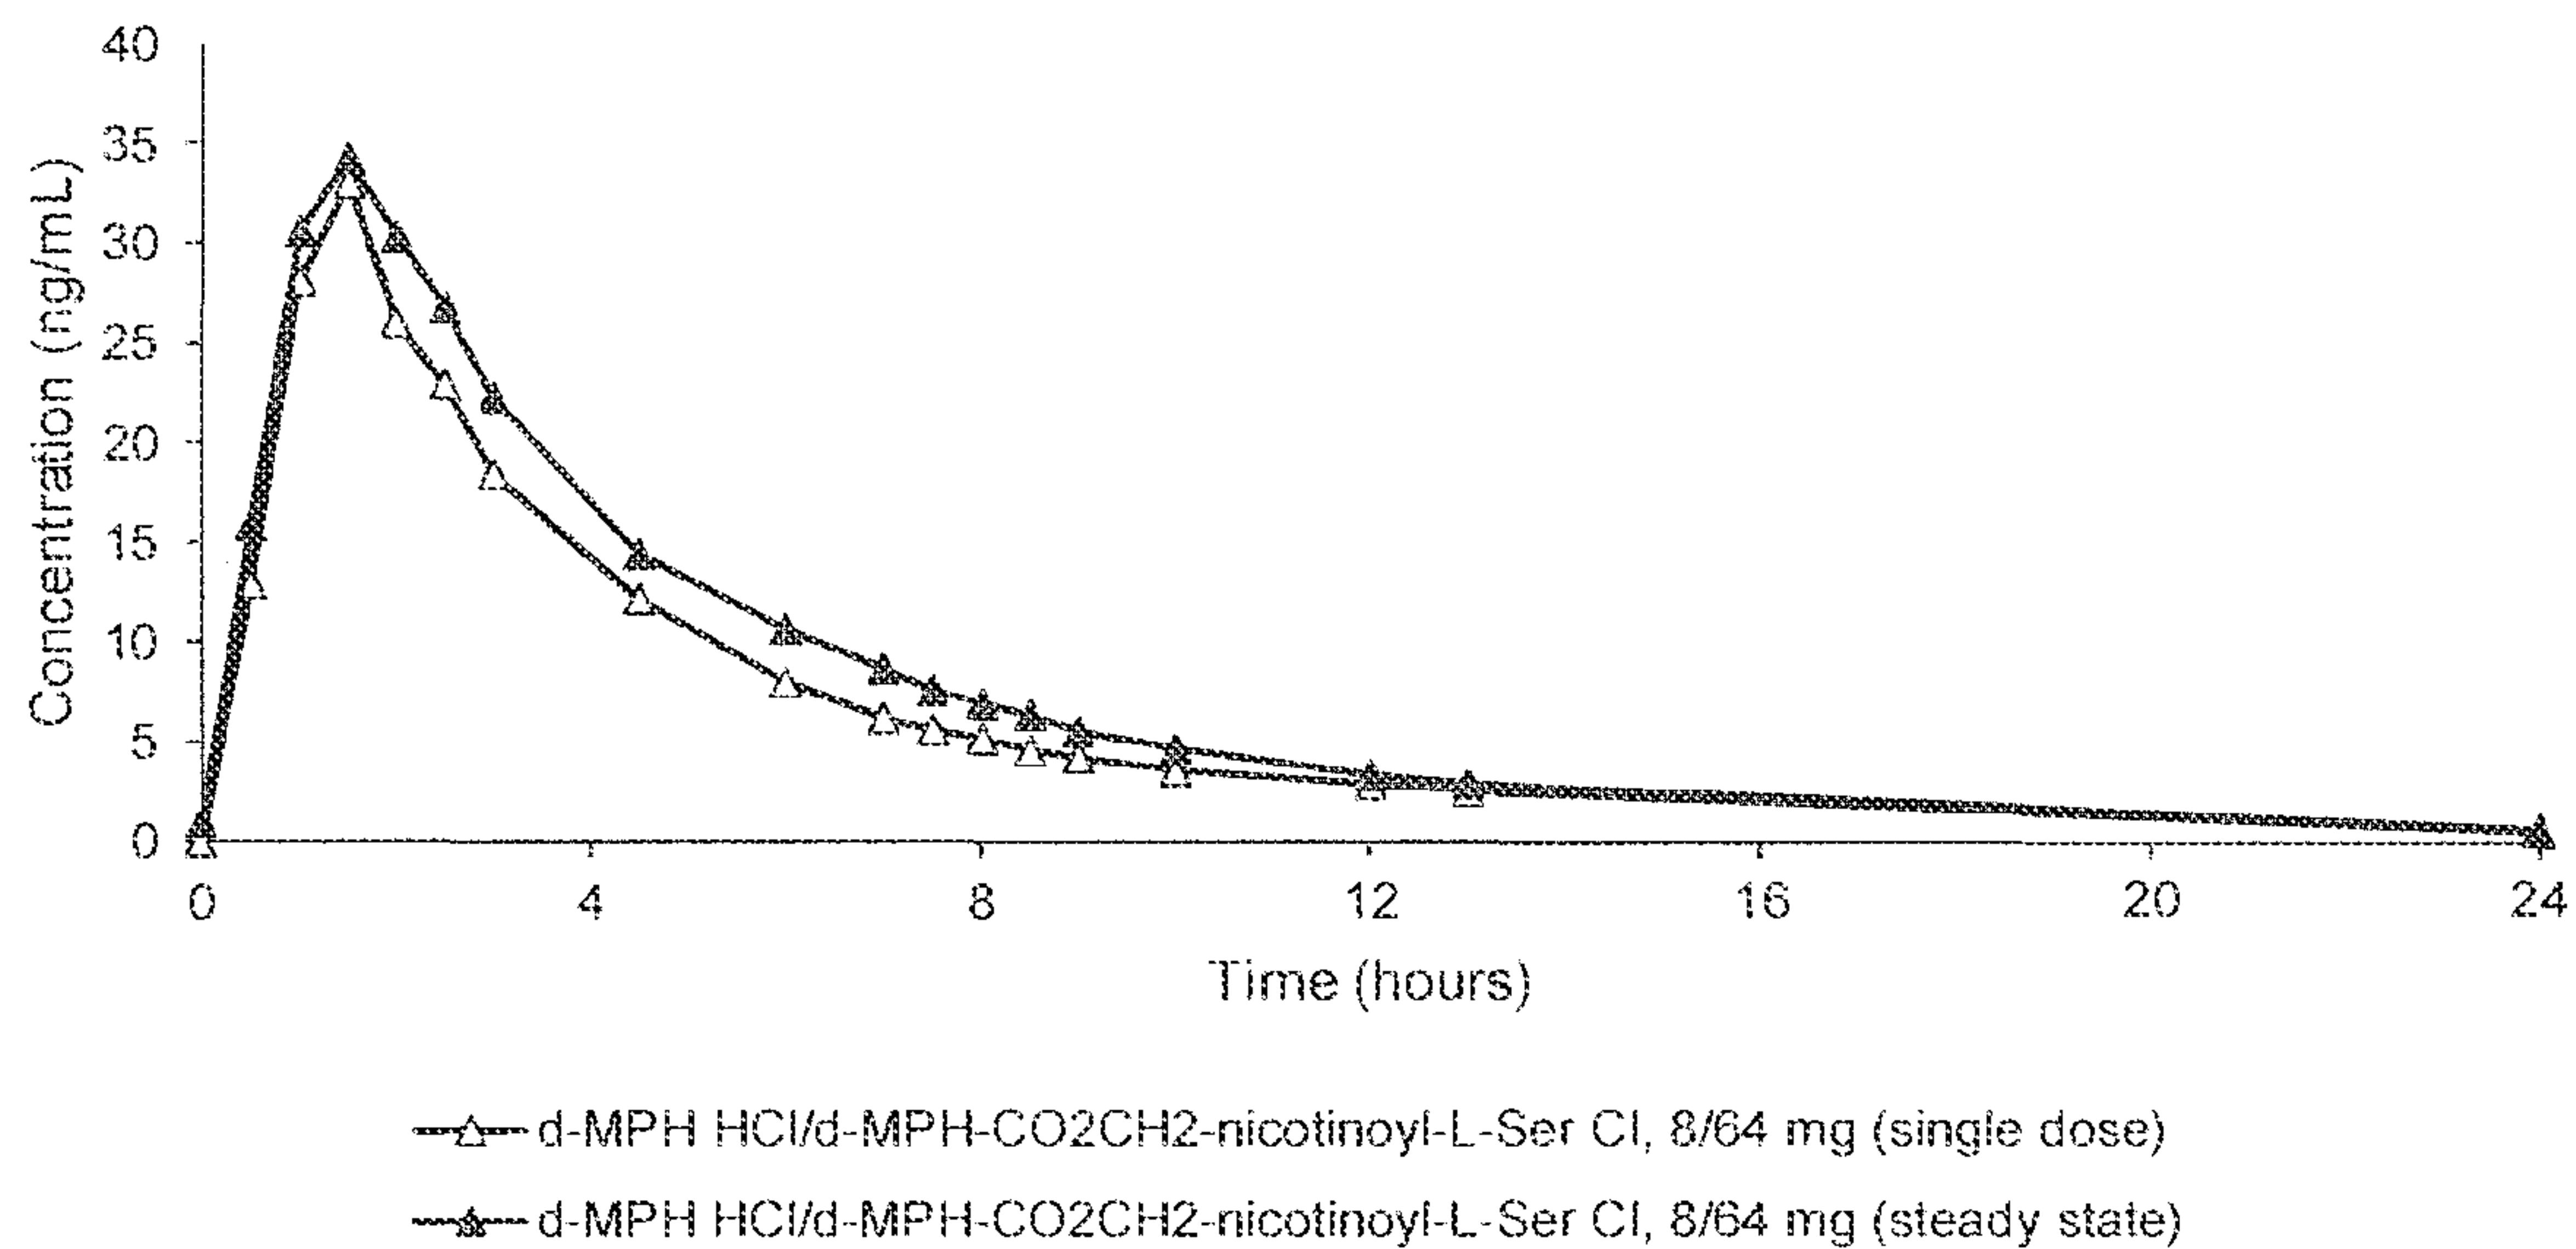 40
35
30
25
20
15
10
5
0
Concentration (ng/mL)
0 4 8 12 16 20 24
Time (hours)
d-MPH HCl/d-MPH-CO2CH2-nicotinoyl-L-Ser Cl, 8/64 mg (single dose)
d-MPH HCl/d-MPH-CO2CH2-nicotinoyl-L-Ser Cl, 8/64 mg (steady state)